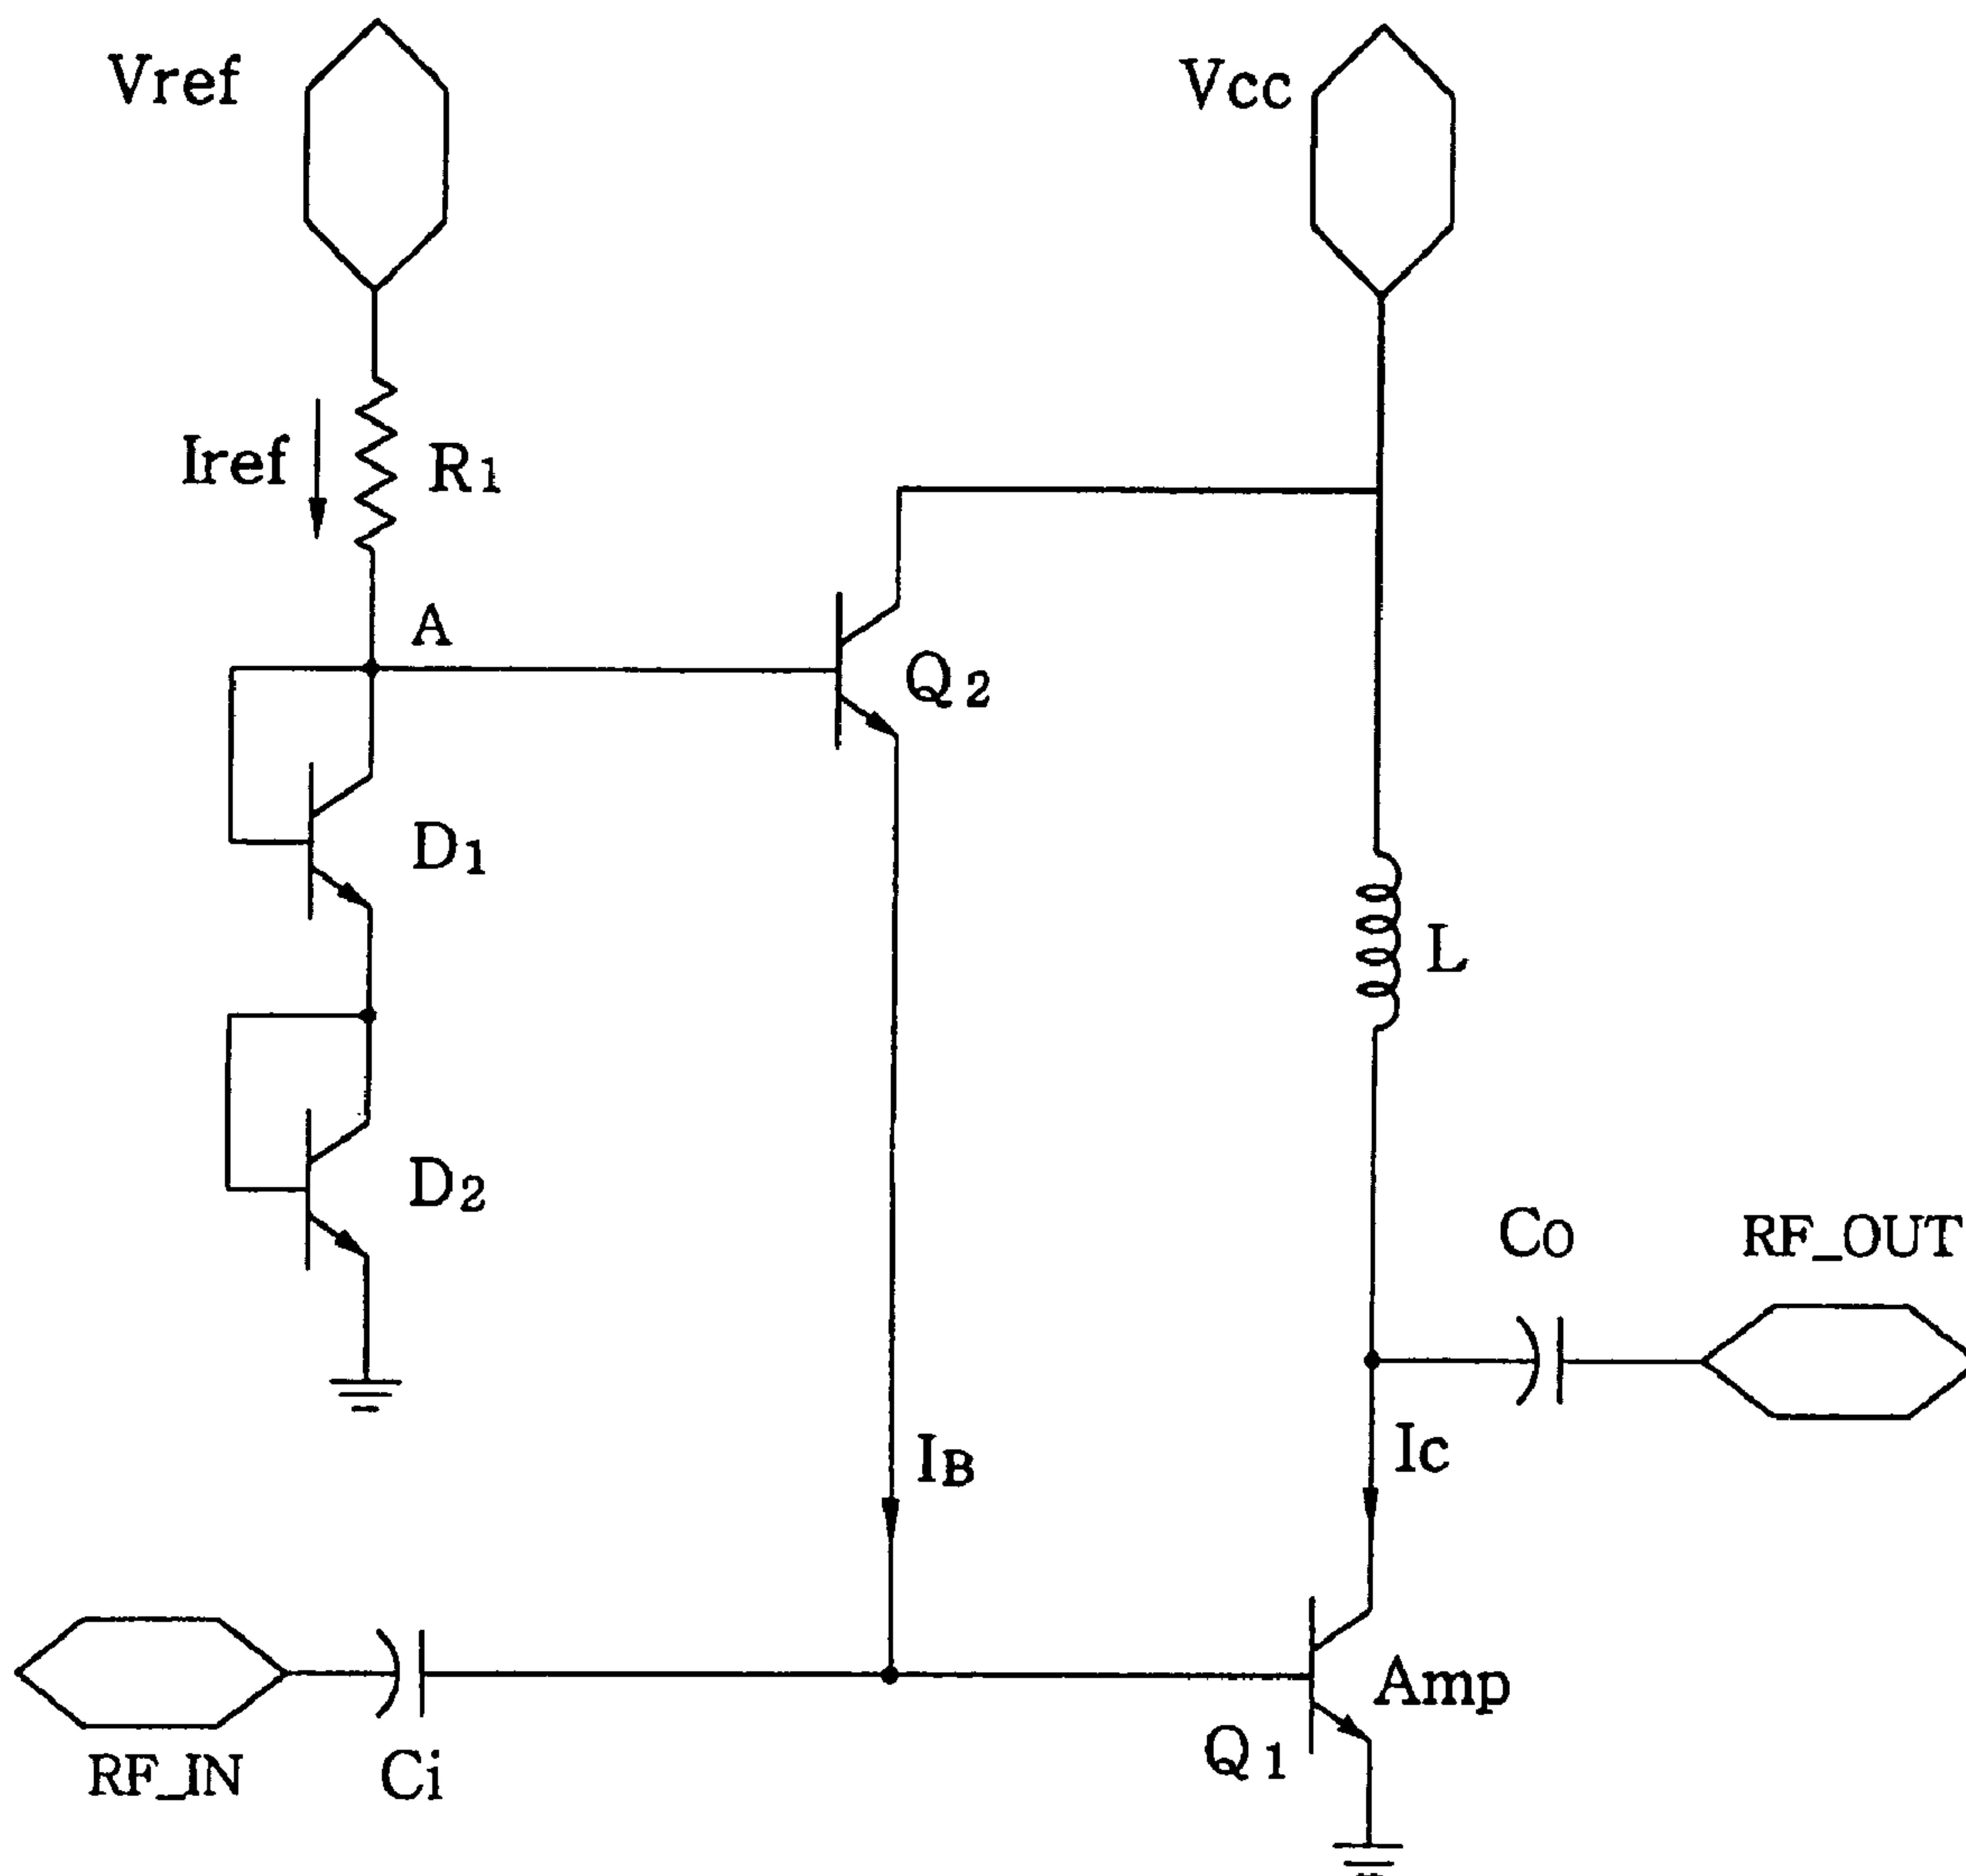 Vref
Vcc
Iref
R1
A
Q2
D1
L
D2
Co
RF_OUT
IB
Ic
Amp
Q1
RF_IN
Ci